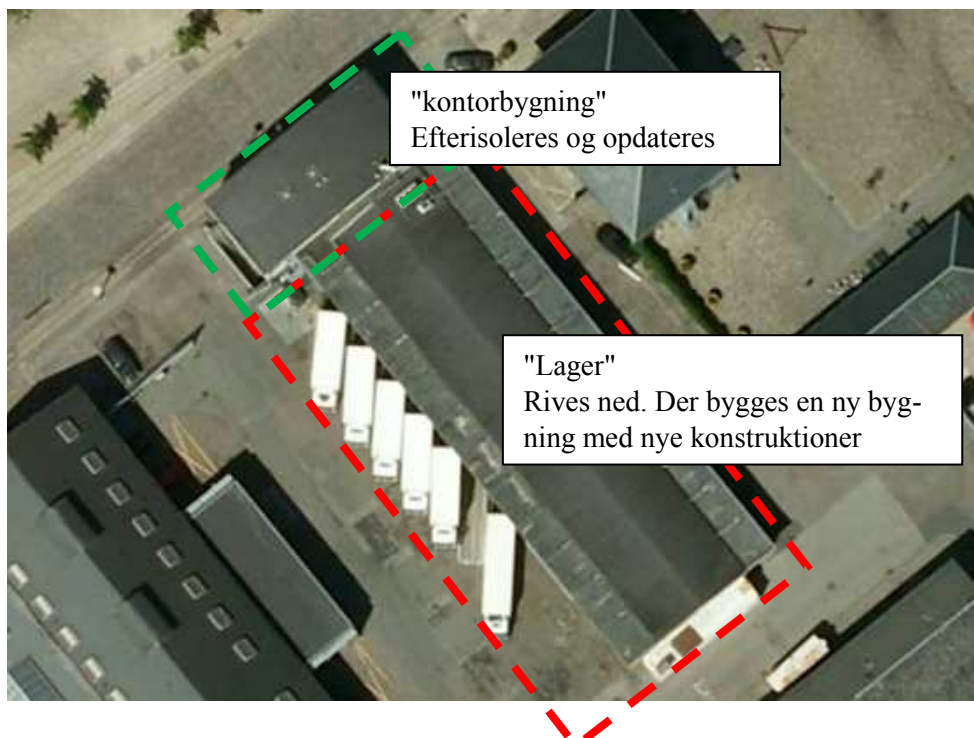 "kontorbygning"
Efterisoleres og opdateres
"Lager"
Rives ned. Der bygges en ny byg-
ning med nye konstruktioner